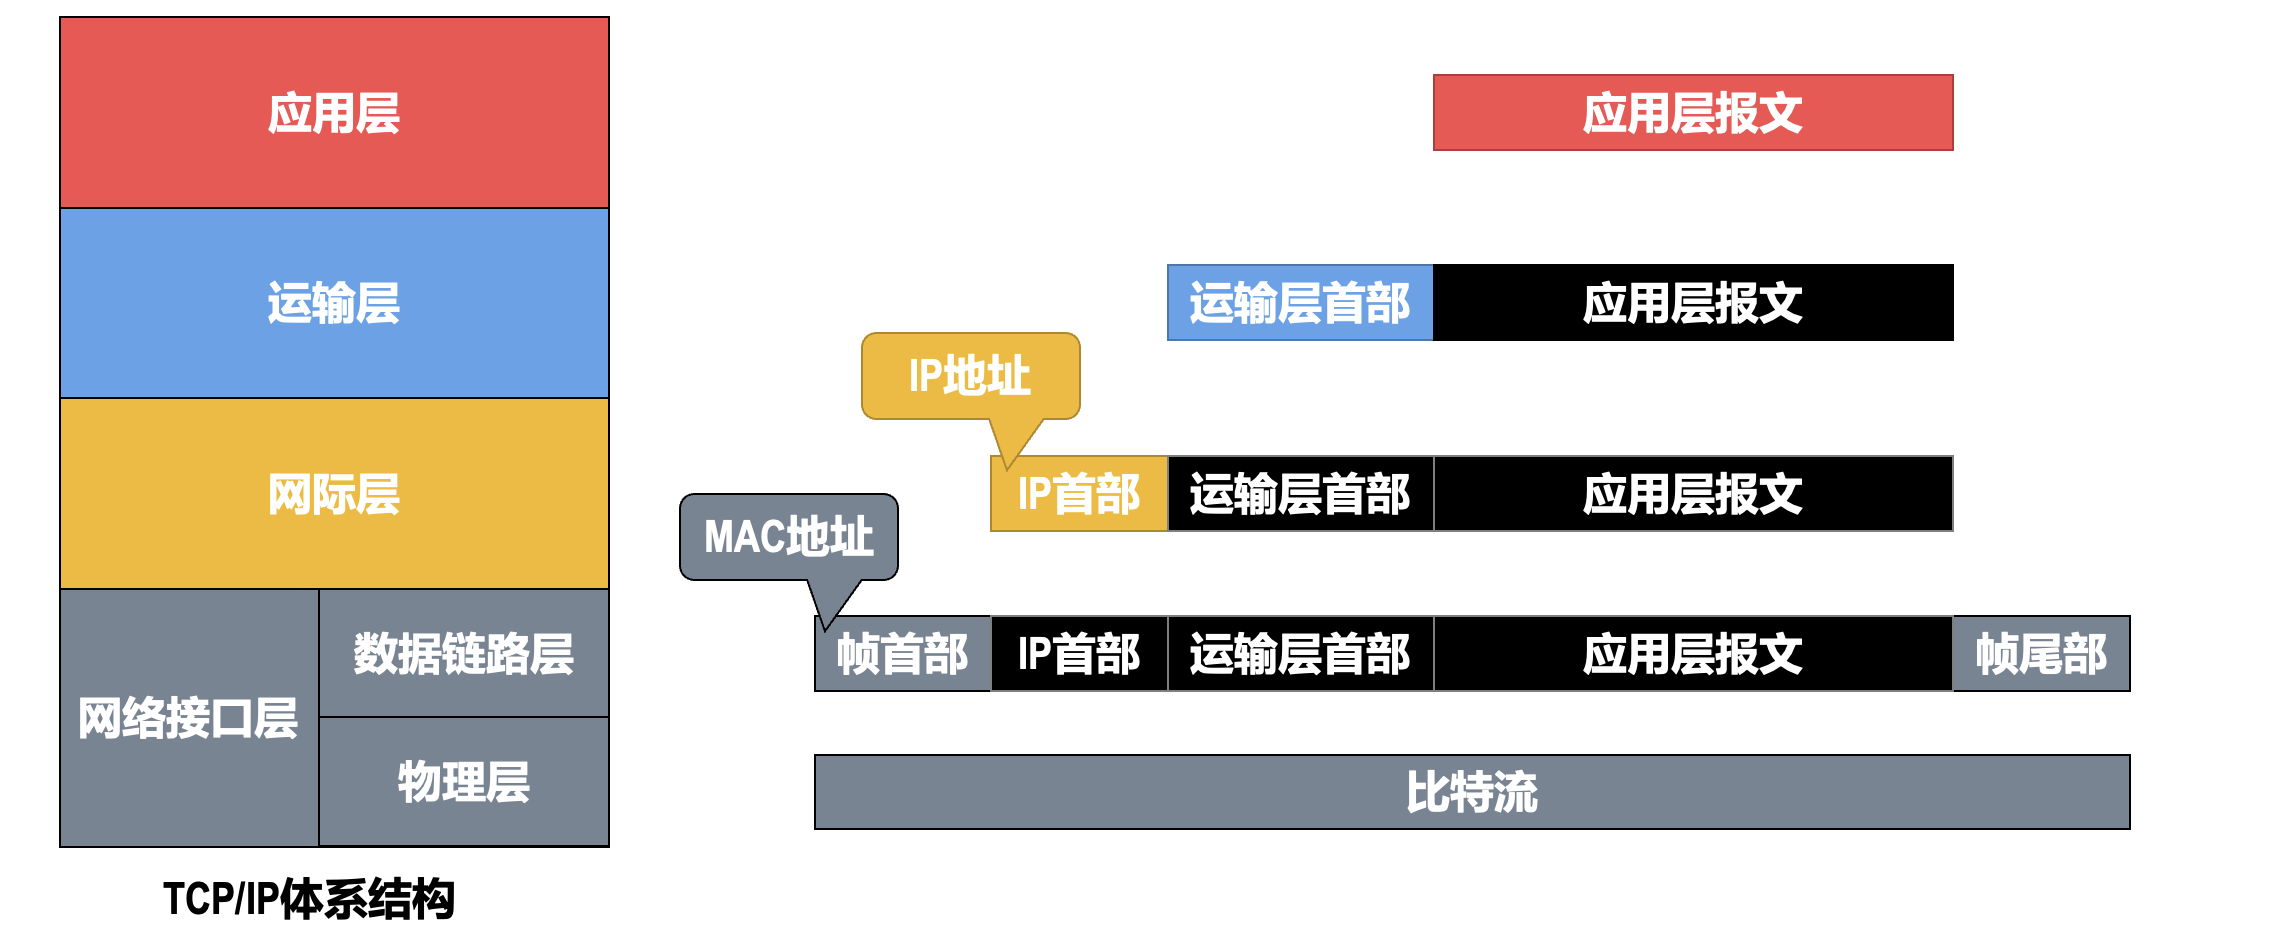 应用层
应用层报文
运输层
运输层首部 应用层报文
IP地址
网际层
IP首部 运输层首部 应用层报文
MAC地址
网络接口层
数据链路层
帧首部 IP首部 运输层首部 应用层报文 帧尾部
物理层
比特流
TCP/IP体系结构